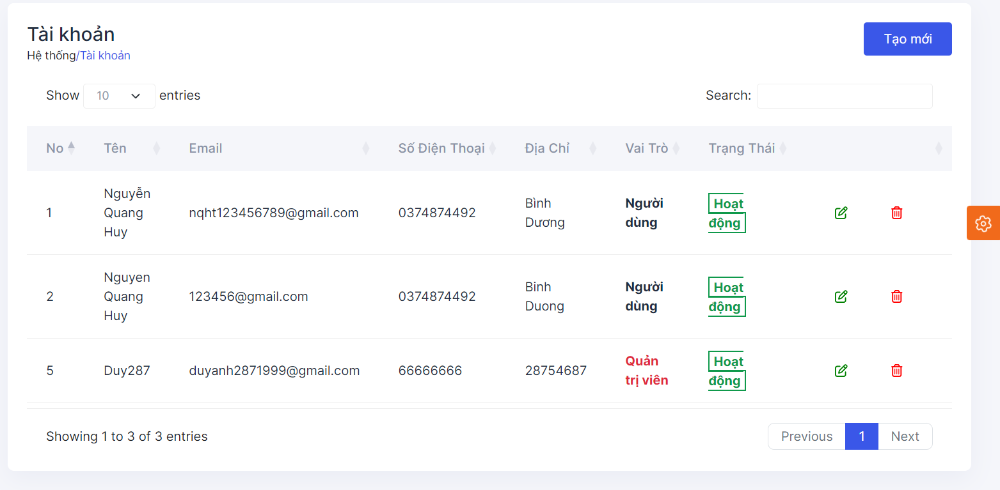 Tài khoản
Tạo mới
Hệ thống/Tài khoản
Show 10 entries
Search:
No Tên Email Số Điện Thoại Địa Chỉ Vai Trò Trạng Thái
1
Nguyễn
Quang
Huy
nqht123456789@gmail.com
0374874492
Bình
Dương
Người
dùng
Hoạt
động
2
Nguyen
Quang
Huy
123456@gmail.com
0374874492
Binh
Duong
Người
dùng
Hoạt
động
5
Duy287
duyanh2871999@gmail.com
66666666
28754687
Quản
trị viên
Hoạt
động
Showing 1 to 3 of 3 entries
Previous 1 Next